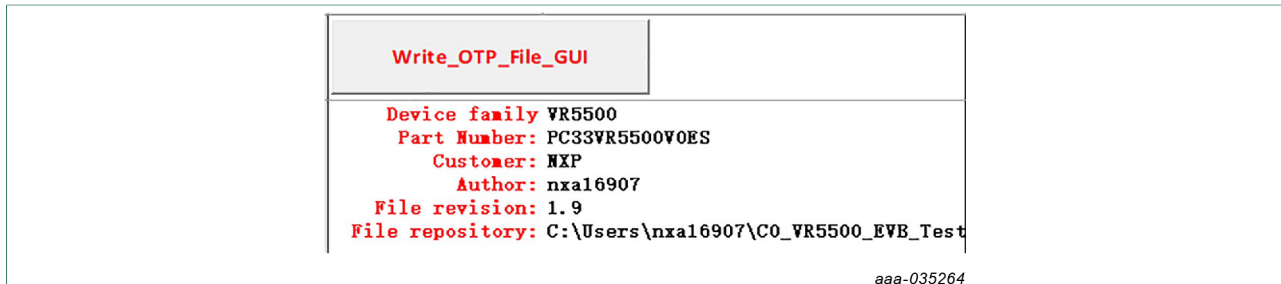 Write_OTP_File_GUI
Device family VR5500
Part Number: PC33VR5500V0ES
Customer: NXP
Author: nxa16907
File revision: 1.9
File repository: C:\Users\nxa16907\C0_VR5500_EVB_Test
aaa-035264